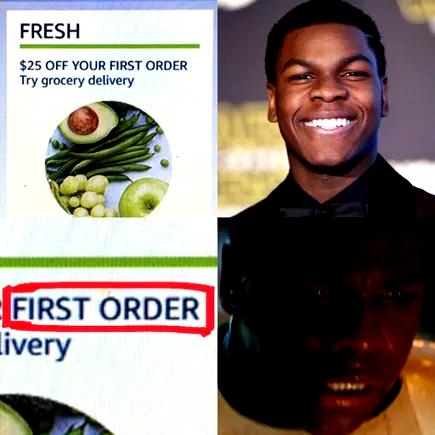 FRESH
$25 OFF YOUR FIRST ORDER
Try grocery delivery
FIRST ORDER
livery